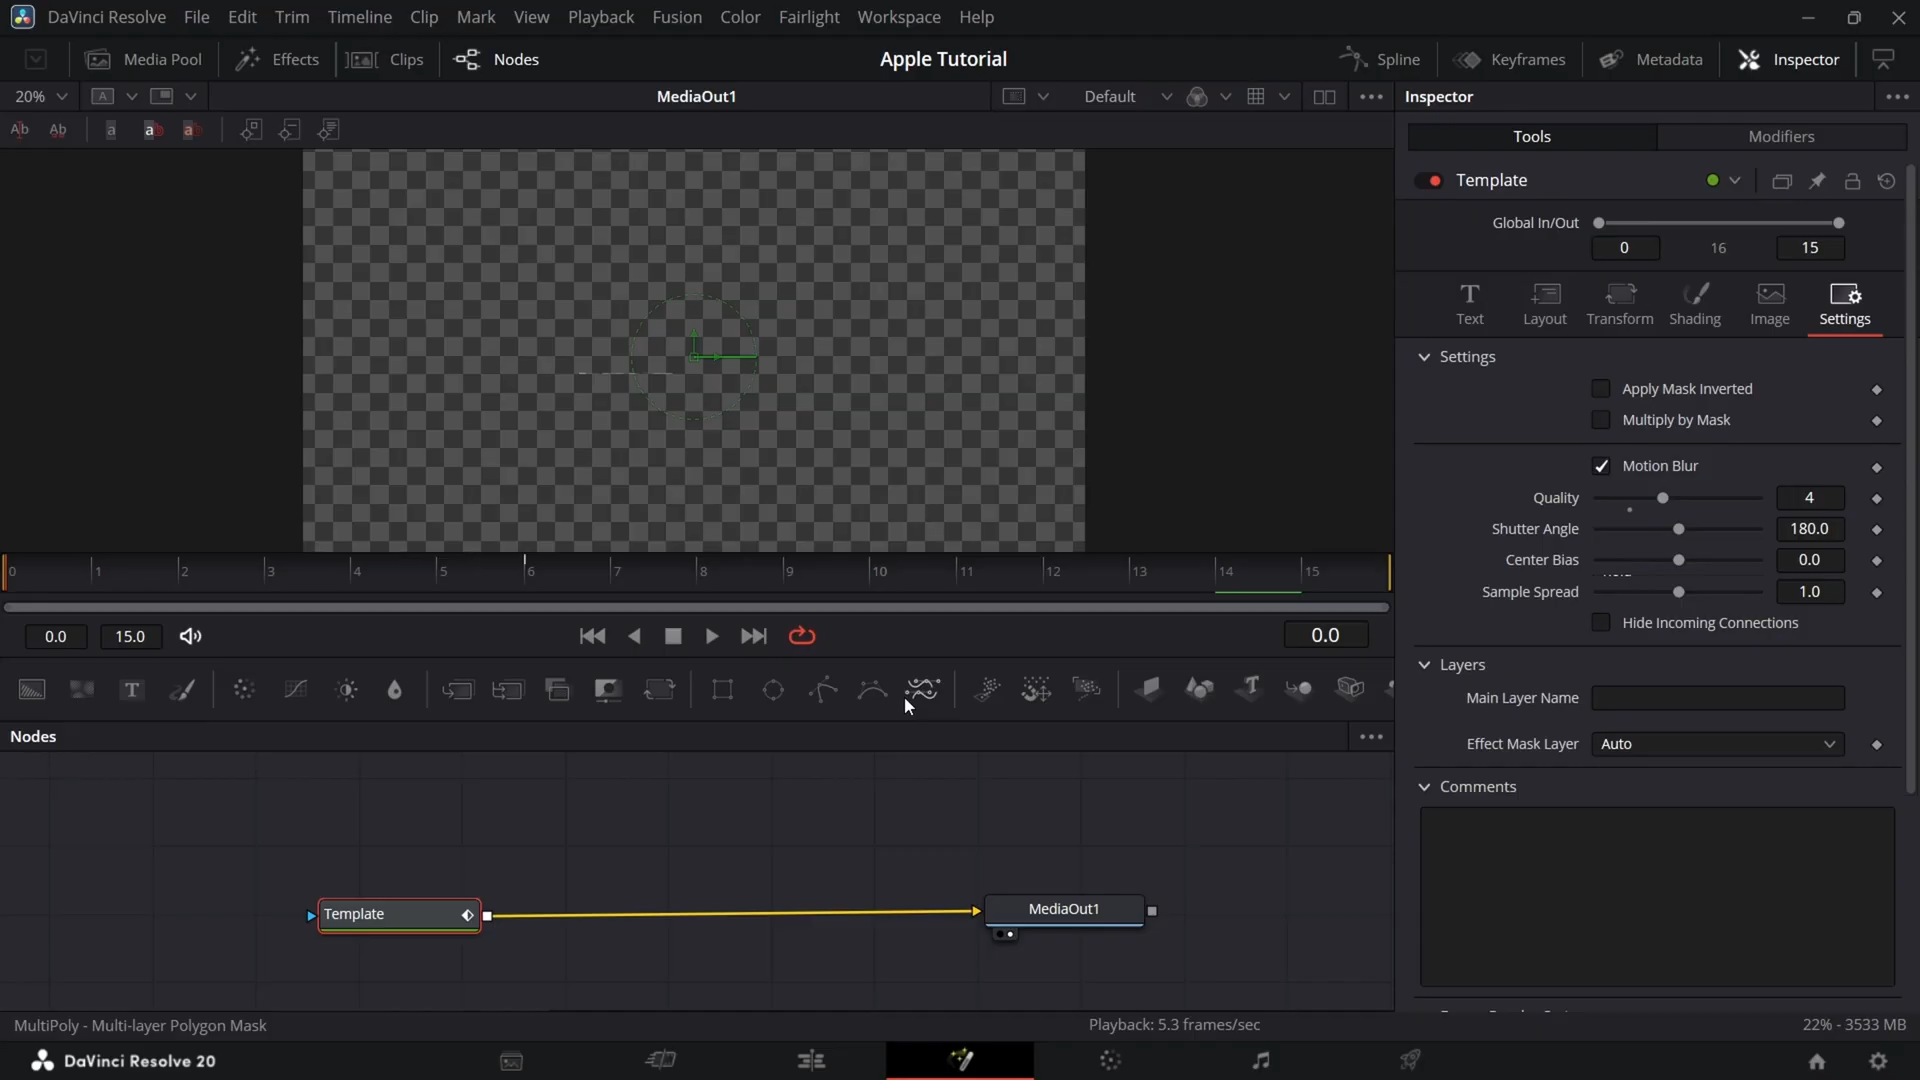 DaVinci Resolve File Edit Trim Timeline Clip Mark View Playback Fusion Color Fairlight Workspace Help
Media Pool Effects Clips Nodes Apple Tutorial Spline Keyframes Metadata Inspector
20% A MediaOut1 Default Inspector
Tools Modifiers
Template
Global In/Out
0 16 15
Text Layout Transform Shading Image Settings
Settings
Apply Mask Inverted
Multiply by Mask
Motion Blur
Quality 4
Shutter Angle 180.0
Center Bias 0.0
Sample Spread 1.0
Hide Incoming Connections
Layers
Main Layer Name
Effect Mask Layer Auto
Comments
0 1 2 3 4 5 6 7 8 9 10 11 12 13 14 15
0.0 15.0 0.0
Nodes
Template
MediaOut1
MultiPoly - Multi-layer Polygon Mask Playback: 5.3 frames/sec 22% - 3533 MB
DaVinci Resolve 20